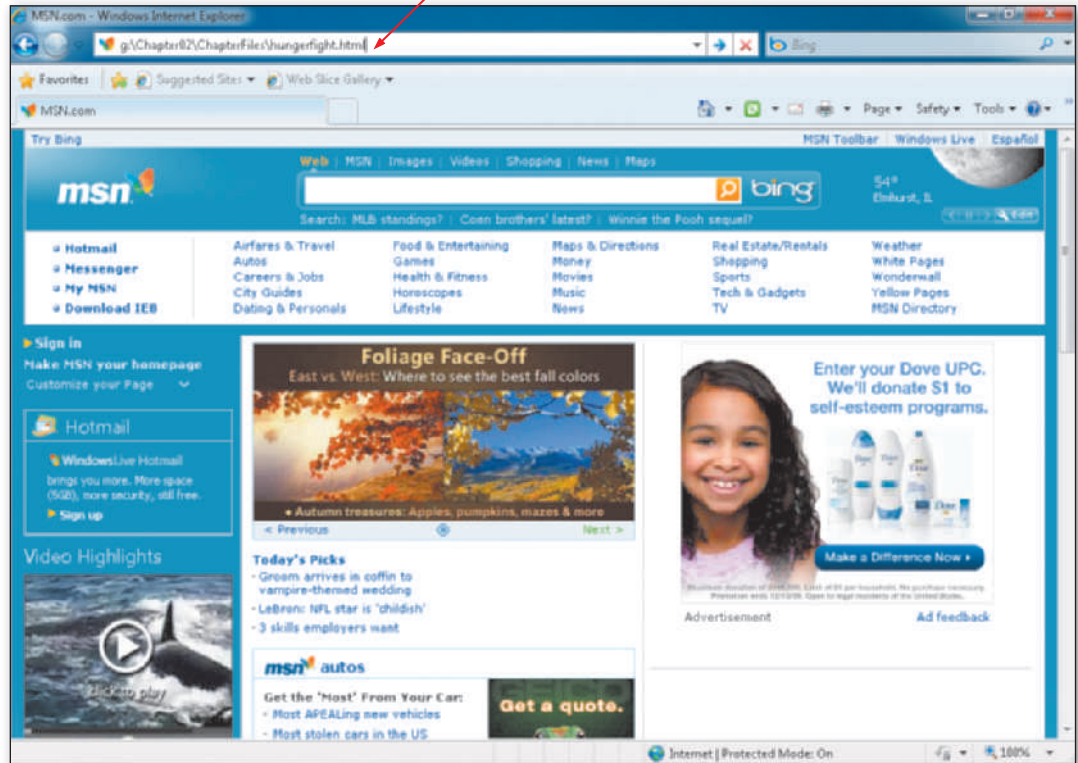 MSN.com - Windows Internet Explorer
g:\Chapter02\ChapterFiles\hungerfight.html
Bing
Favorites Suggested Sites Web Slice Gallery
MSN.com
Page Safety Tools
Try Bing
MSN Toolbar Windows Live Español
Web MSN Images Videos Shopping News Maps
msn
bing
54°
Elmhurst, IL
Edit
Search: MLB standings? Coen brothers' latest? Winnie the Pooh sequel?
Hotmail
Messenger
My MSN
Download IE8
Airfares & Travel
Autos
Careers & Jobs
City Guides
Dating & Personals
Food & Entertaining
Games
Health & Fitness
Horoscopes
Lifestyle
Maps & Directions
Money
Movies
Music
News
Real Estate/Rentals
Shopping
Sports
Tech & Gadgets
TV
Weather
White Pages
Wonderwall
Yellow Pages
MSN Directory
Sign in
Make MSN your homepage
Customize your Page
Hotmail
WindowsLive Hotmail
brings you more. More space
(5GB), more security, still free.
Sign up
Video Highlights
click to play
Foliage Face-Off
East vs. West: Where to see the best fall colors
Autumn treasures: Apples, pumpkins, mazes & more
< Previous
Next >
Today's Picks
- Groom arrives in coffin to
vampire-themed wedding
- LeBron: NFL star is 'childish'
- 3 skills employers want
msn autos
Get the 'Most' From Your Car:
- Most APEALing new vehicles
- Most stolen cars in the US
GEICO
Get a quote.
Enter your Dove UPC.
We'll donate $1 to
self-esteem programs.
Dove
Dove
Dove
Dove
Make a Difference Now
Advertisement
Ad feedback
Internet | Protected Mode: On
100%